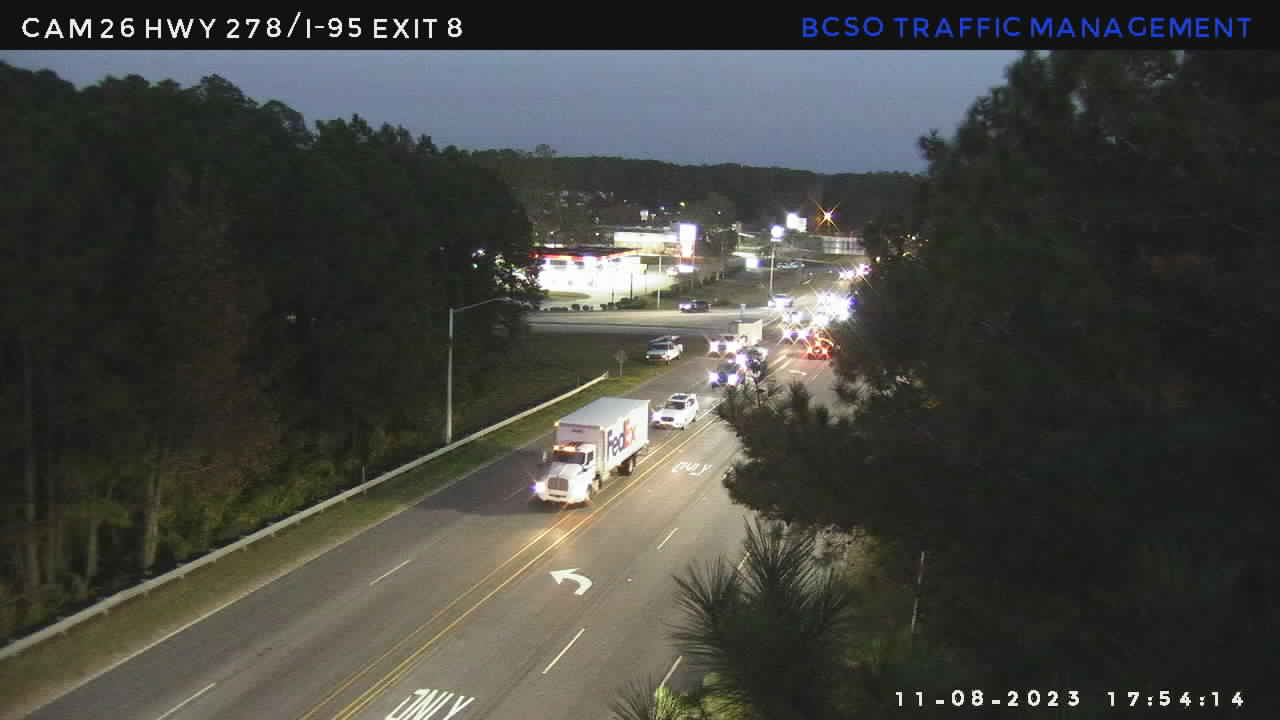 CAM 26 HWY 278/I-95 EXIT 8
BCSO TRAFFIC MANAGEMENT
FedEx
ONLY
ONLY
11-08-2023 17:54:14